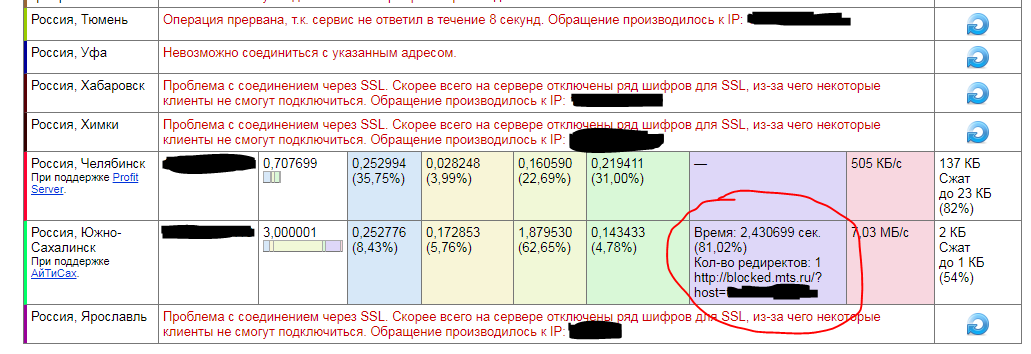 Россия, Тюмень
Операция прервана, т.к. сервис не ответил в течение 8 секунд. Обращение производилось к IP:
Россия, Уфа
Невозможно соединиться с указанным адресом.
Россия, Хабаровск
Проблема с соединением через SSL. Скорее всего на сервере отключены ряд шифров для SSL, из-за чего некоторые
клиенты не смогут подключиться. Обращение производилось к IP:
Россия, Химки
Проблема с соединением через SSL. Скорее всего на сервере отключены ряд шифров для SSL, из-за чего некоторые
клиенты не смогут подключиться. Обращение производилось к IP:
Россия, Челябинск
При поддержке Profit
Server.
0,707699
0,252994
(35,75%)
0,028248
(3,99%)
0,160590
(22,69%)
0,219411
(31,00%)
—
505 КБ/с
137 КБ
Сжат
до 23 КБ
(82%)
Россия, Южно-
Сахалинск
При поддержке
АйТиСах.
3,000001
0,252776
(8,43%)
0,172853
(5,76%)
1,879530
(62,65%)
0,143433
(4,78%)
Время: 2,430699 сек.
(81,02%)
Кол-во редиректов: 1
http://blocked.mts.ru/?
host=
7,03 МБ/с
2 КБ
Сжат
до 1 КБ
(54%)
Россия, Ярославль
Проблема с соединением через SSL. Скорее всего на сервере отключены ряд шифров для SSL, из-за чего некоторые
клиенты не смогут подключиться. Обращение производилось к IP: